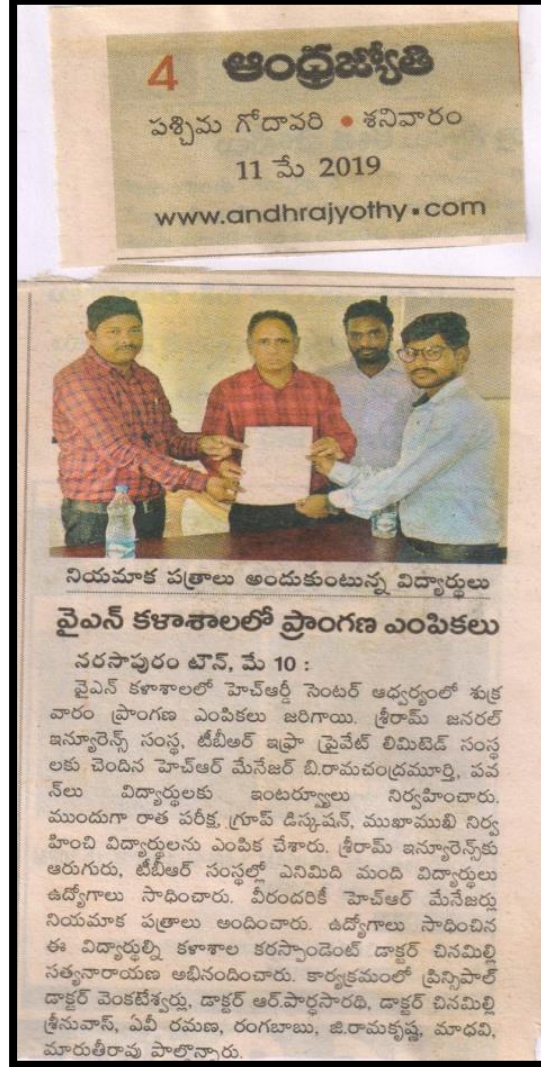 4 ఆంధ్రజ్యోతి
పశ్చిమ గోదావరి • శనివారం
11 మే 2019
www.andhrajyothy.com
నియమాక పత్రాలు అందుకుంటున్న విద్యార్థులు
వైఎన్ కళాశాలలో ప్రాంగణ ఎంపికలు
నరసాపురం టౌన్, మే 10 :
వైఎన్ కళాశాలలో హెచ్ఆర్డీ సెంటర్ ఆధ్వర్యంలో శుక్ర
వారం ప్రాంగణ ఎంపికలు జరిగాయి. శ్రీరామ్ జనరల్
ఇన్సూరెన్స్ సంస్థ, టీబీఆర్ ఇఫ్రా ప్రైవేట్ లిమిటెడ్ సంస్థ
లకు చెందిన హెచ్ఆర్ మేనేజర్ బి.రామచంద్రమూర్తి, పవ
న్‌లు విద్యార్థులకు ఇంటర్వ్యూలు నిర్వహించారు.
ముందుగా రాత పరీక్ష, గ్రూప్ డిస్కషన్, ముఖాముఖి నిర్వ
హించి విద్యార్థులను ఎంపిక చేశారు. శ్రీరామ్ ఇన్సూరెన్స్‌కు
ఆరుగురు, టీబీఆర్ సంస్థల్లో ఎనిమిది మంది విద్యార్థులు
ఉద్యోగాలు సాధించారు. వీరందరికీ హెచ్ఆర్ మేనేజర్లు
నియమాక పత్రాలు అందించారు. ఉద్యోగాలు సాధించిన
ఈ విద్యార్థుల్ని కళాశాల కరస్పాండెంట్ డాక్టర్ చినమిల్లి
సత్యనారాయణ అభినందించారు. కార్యక్రమంలో ప్రిన్సిపాల్
డాక్టర్ వెంకటేశ్వర్లు, డాక్టర్ ఆర్.పార్థసారథి, డాక్టర్ చినమిల్లి
శ్రీనువాస్, ఏవీ రమణ, రంగబాబు, జి.రామకృష్ణ, మాధవి,
మారుతీరావు పాల్గొన్నారు.